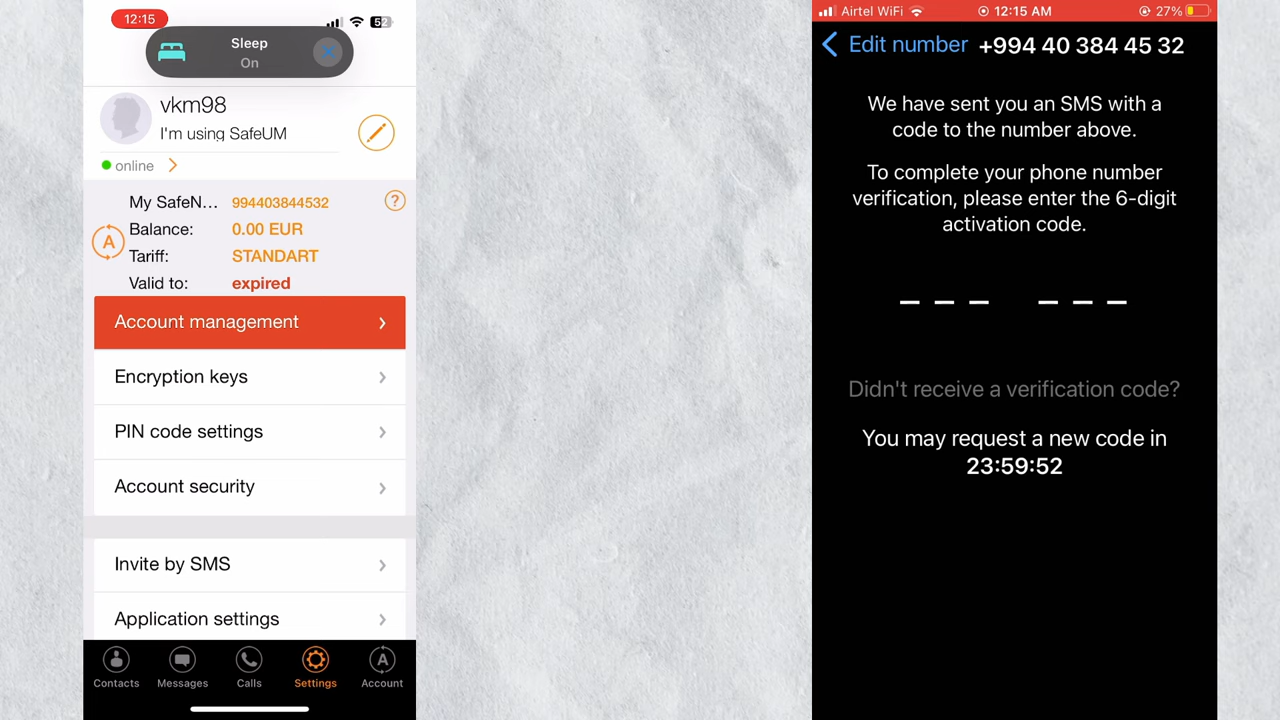 12:15
52
Sleep
On
vkm98
I'm using SafeUM
online
My SafeN... 994403844532
?
Balance: 0.00 EUR
A
Tariff: STANDART
Valid to: expired
Account management
Encryption keys
PIN code settings
Account security
Invite by SMS
Application settings
Contacts Messages Calls Settings Account
Airtel WiFi 12:15 AM 27%
Edit number +994 40 384 45 32
We have sent you an SMS with a
code to the number above.
To complete your phone number
verification, please enter the 6-digit
activation code.
Didn't receive a verification code?
You may request a new code in
23:59:52